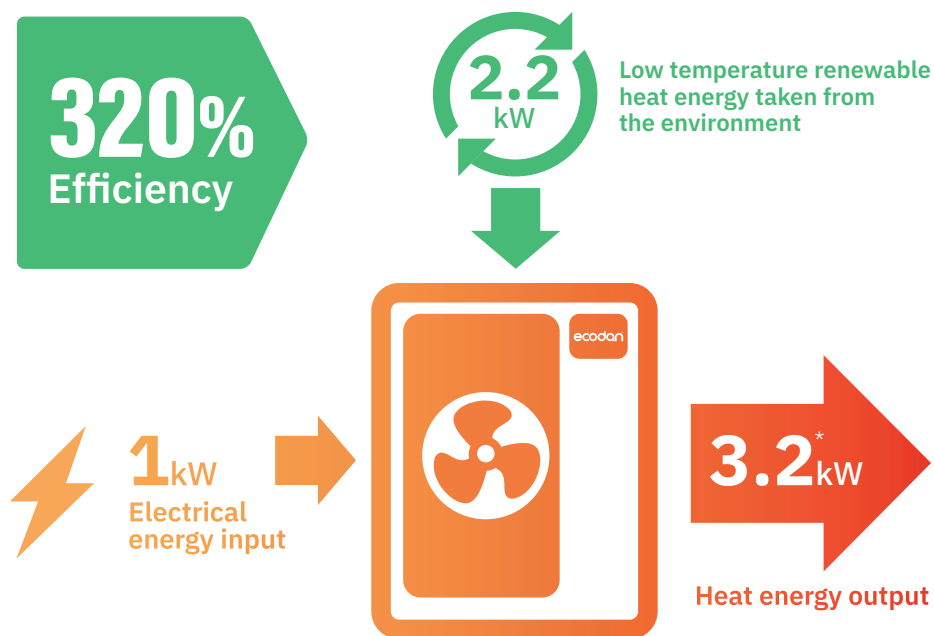 320%
Efficiency
2.2
kW
Low temperature renewable
heat energy taken from
the environment
ecodan
1kW
Electrical
energy input
3.2*kW
Heat energy output